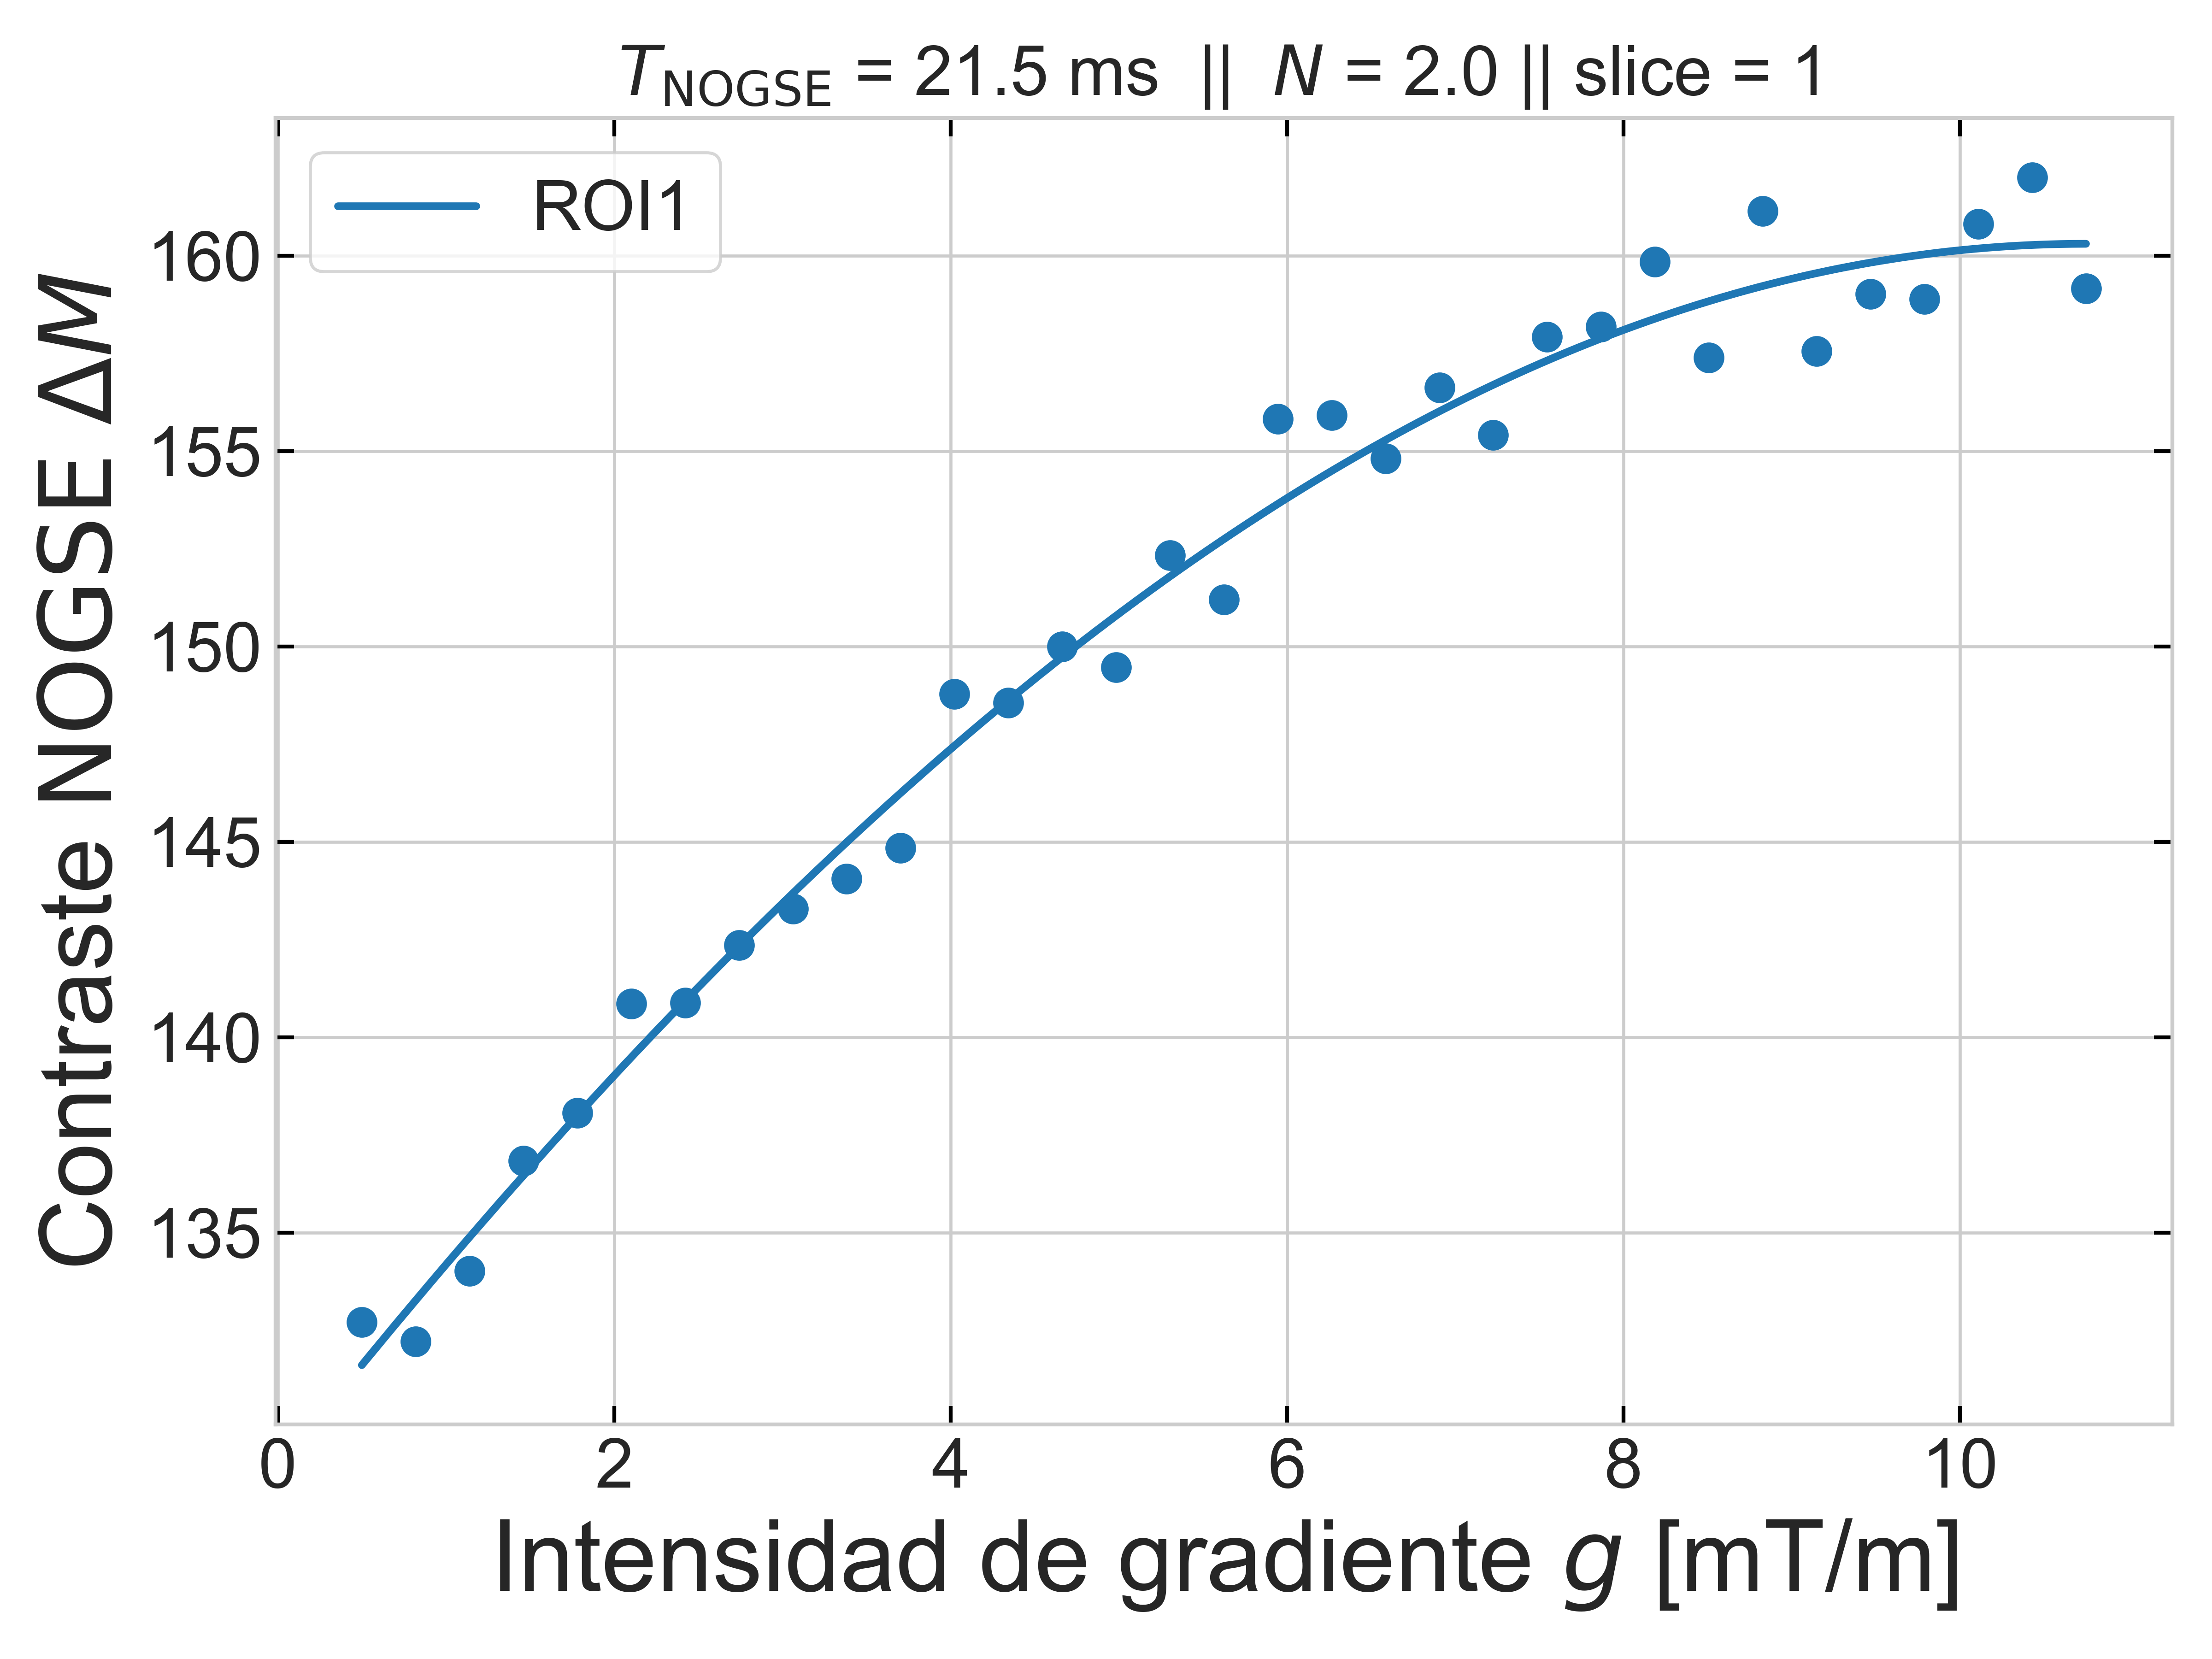 T_NOGSE = 21.5 ms || N = 2.0 || slice = 1
ROI1
Contraste NOGSE ΔM
160
155
150
145
140
135
0 2 4 6 8 10
Intensidad de gradiente g [mT/m]